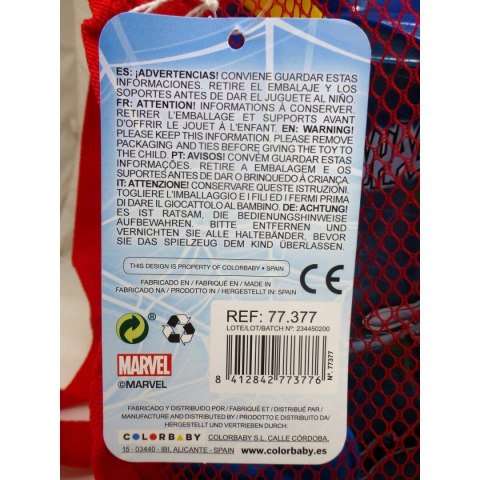 ES: ¡ADVERTENCIAS! CONVIENE GUARDAR ESTAS
INFORMACIONES. RETIRE EL EMBALAJE Y LOS
SOPORTES ANTES DE DAR EL JUGUETE AL NIÑO.
FR: ATTENTION! INFORMATIONS À CONSERVER.
RETIRER L'EMBALLAGE ET SUPPORTS AVANT
D'OFFRIR LE JOUET À L'ENFANT. EN: WARNING!
PLEASE KEEP THIS INFORMATION. PLEASE REMOVE
PACKAGING AND TIES BEFORE GIVING THE TOY TO
THE CHILD. PT: AVISOS! CONVÉM GUARDAR ESTAS
INFORMAÇÕES. RETIRE A EMBALAGEM E OS
SUPORTES ANTES DE DAR O BRINQUEDO À CRIANÇA.
IT: ATTENZIONE! CONSERVARE QUESTE ISTRUZIONI.
TOGLIERE L'IMBALLAGGIO E I FILI ED I FERMI PRIMA
DI DARE IL GIOCATTOLO AL BAMBINO. DE: ACHTUNG!
ES IST RATSAM, DIE BEDIENUNGSHINWEISE
AUFBEWAHREN. BITTE ENTFERNEN UND
VERNICHTEN SIE ALLE HALTEBÄNDER, BEVOR
SIE DAS SPIELZEUG DEM KIND ÜBERLASSEN.
THIS DESIGN IS PROPERTY OF COLORBABY • SPAIN
FABRICADO EN / FABRIQUÉ EN / MADE IN
FABRICADO NA / PRODOTTO IN / HERGESTELLT IN: SPAIN
CE
REF: 77.377
LOTE/LOT/BATCH Nº: 234450200
Nº. 77377
8 412842 773776
MARVEL
©MARVEL
FABRICADO Y DISTRIBUIDO POR / FABRIQUÉ ET DISTRIBUÉ PAR /
MANUFACTURE AND DISTRIBUTED BY / PRODOTTO E DISTRIBUITO DA/
HERGESTELLT UND VERTRIEBEN DURCH:
COLORBABY COLORBABY S.L. CALLE CÓRDOBA,
15 - 03440 - IBI, ALICANTE - SPAIN www.colorbaby.es